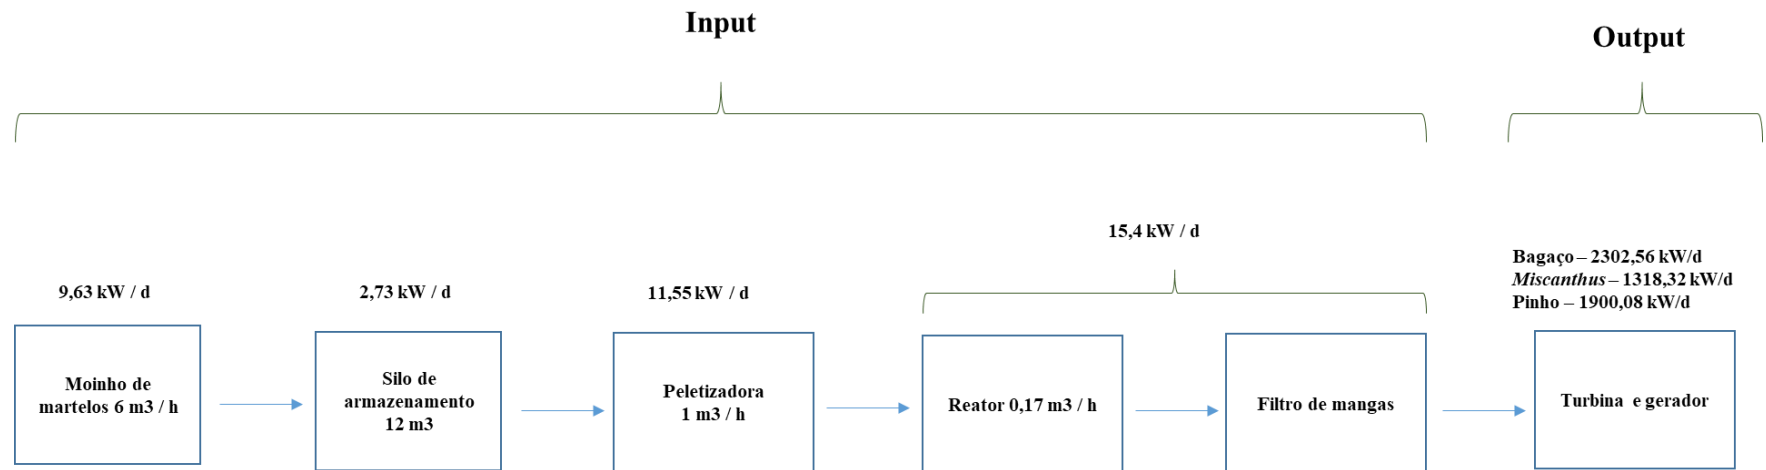 Input
Output
15,4 kW / d
Bagaço – 2302,56 kW/d
Miscanthus – 1318,32 kW/d
Pinho – 1900,08 kW/d
9,63 kW / d
2,73 kW / d
11,55 kW / d
Moinho de
martelos 6 m3 / h
Silo de
armazenamento
12 m3
Peletizadora
1 m3 / h
Reator 0,17 m3 / h
Filtro de mangas
Turbina e gerador